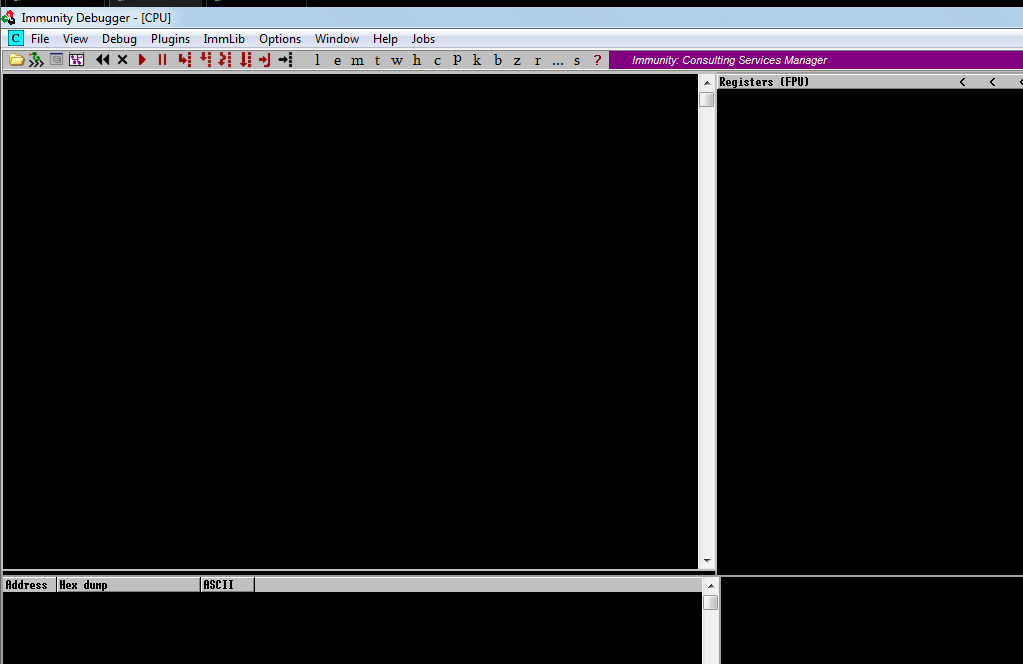 Immunity Debugger - [CPU]
C File View Debug Plugins ImmLib Options Window Help Jobs
l e m t w h c P k b z r ... s ? Immunity: Consulting Services Manager
Registers (FPU) < < <
Address Hex dump ASCII